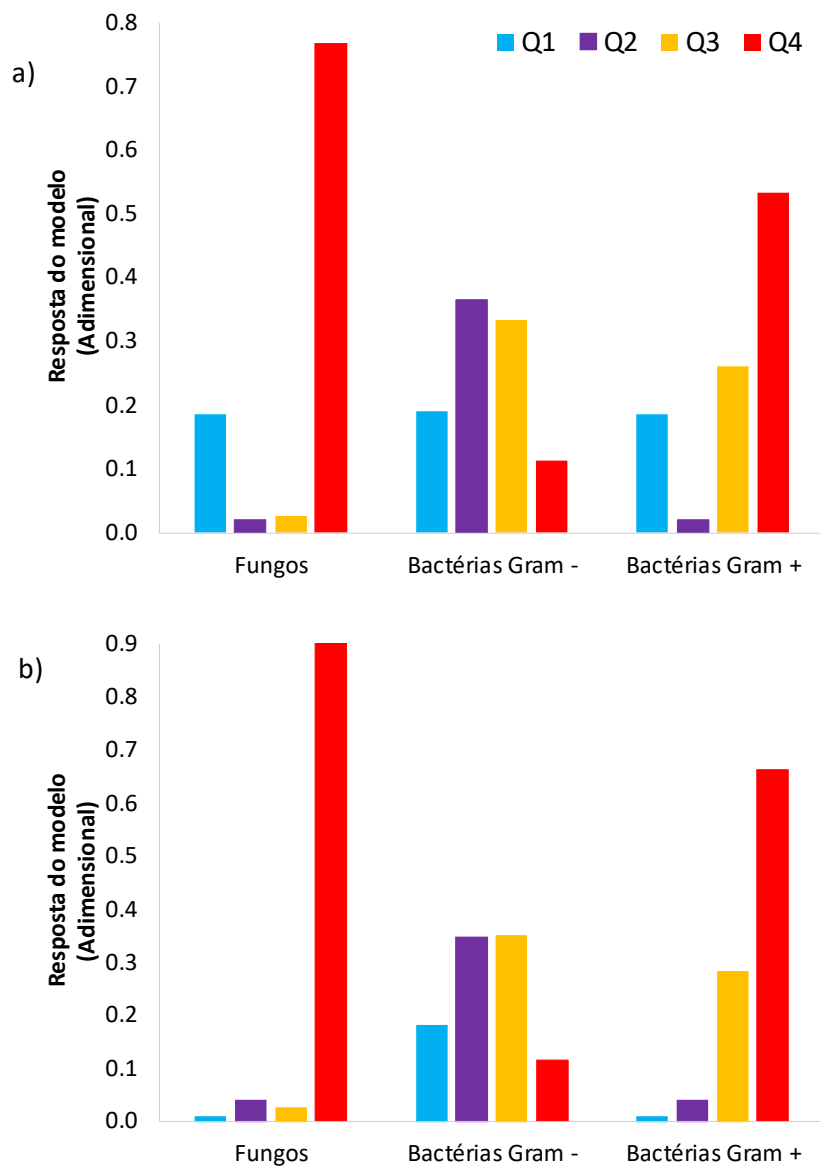 a)
Q1 Q2 Q3 Q4
Resposta do modelo
(Adimensional)
0.8
0.7
0.6
0.5
0.4
0.3
0.2
0.1
0.0
Fungos Bactérias Gram - Bactérias Gram +
b)
Resposta do modelo
(Adimensional)
0.9
0.8
0.7
0.6
0.5
0.4
0.3
0.2
0.1
0.0
Fungos Bactérias Gram - Bactérias Gram +